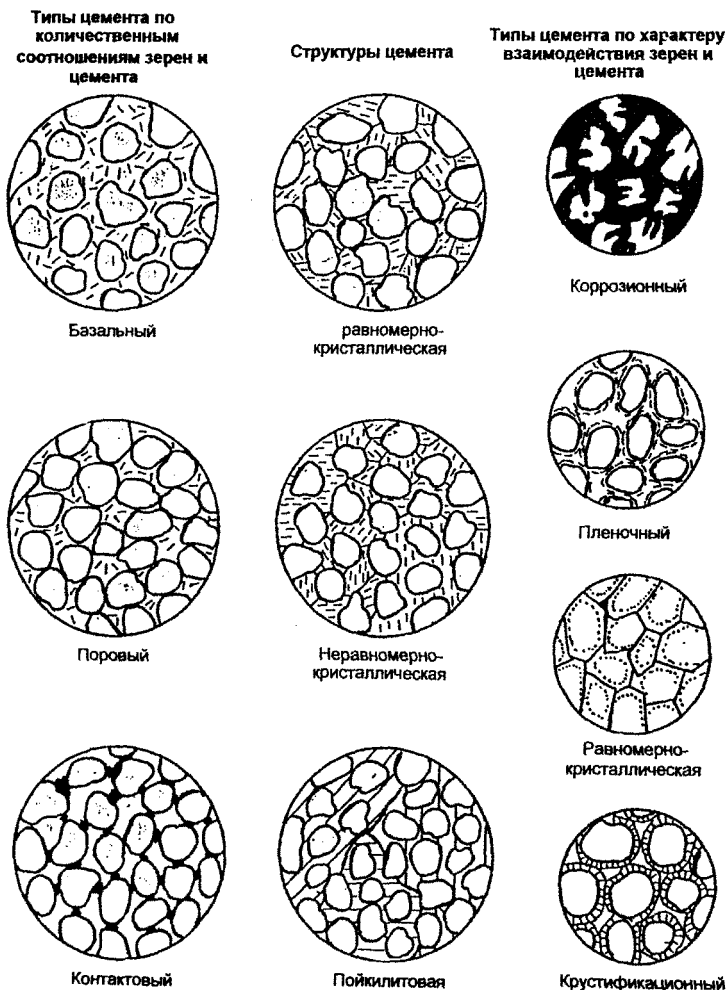 Типы цемента по
количественным
соотношениям зерен и
цемента
Структуры цемента
Типы цемента по характеру
взаимодействия зерен и
цемента
Базальный
равномерно-
кристаллическая
Коррозионный
Пленочный
Поровый
Неравномерно-
кристаллическая
Равномерно-
кристаллическая
Контактовый
Пойкилитовая
Крустификационный